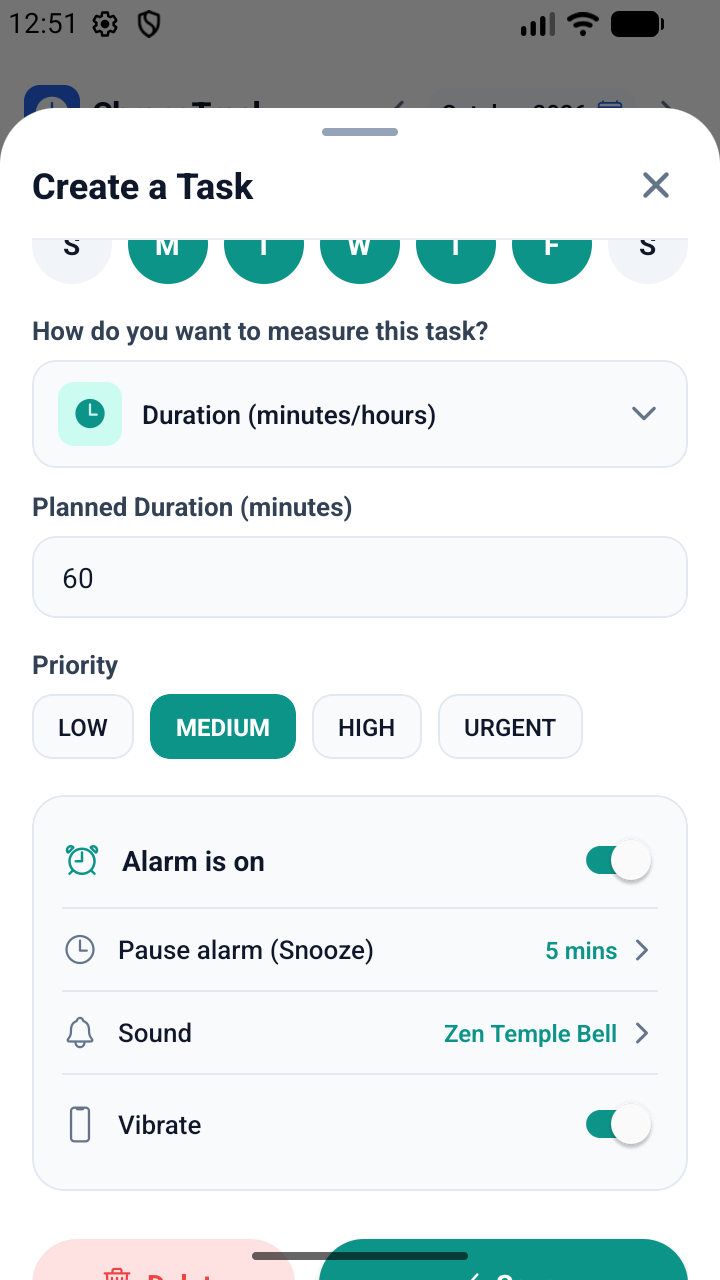 12:51
Create a Task
S M T W T F S
How do you want to measure this task?
Duration (minutes/hours)
Planned Duration (minutes)
60
Priority
LOW MEDIUM HIGH URGENT
Alarm is on
Pause alarm (Snooze) 5 mins
Sound Zen Temple Bell
Vibrate